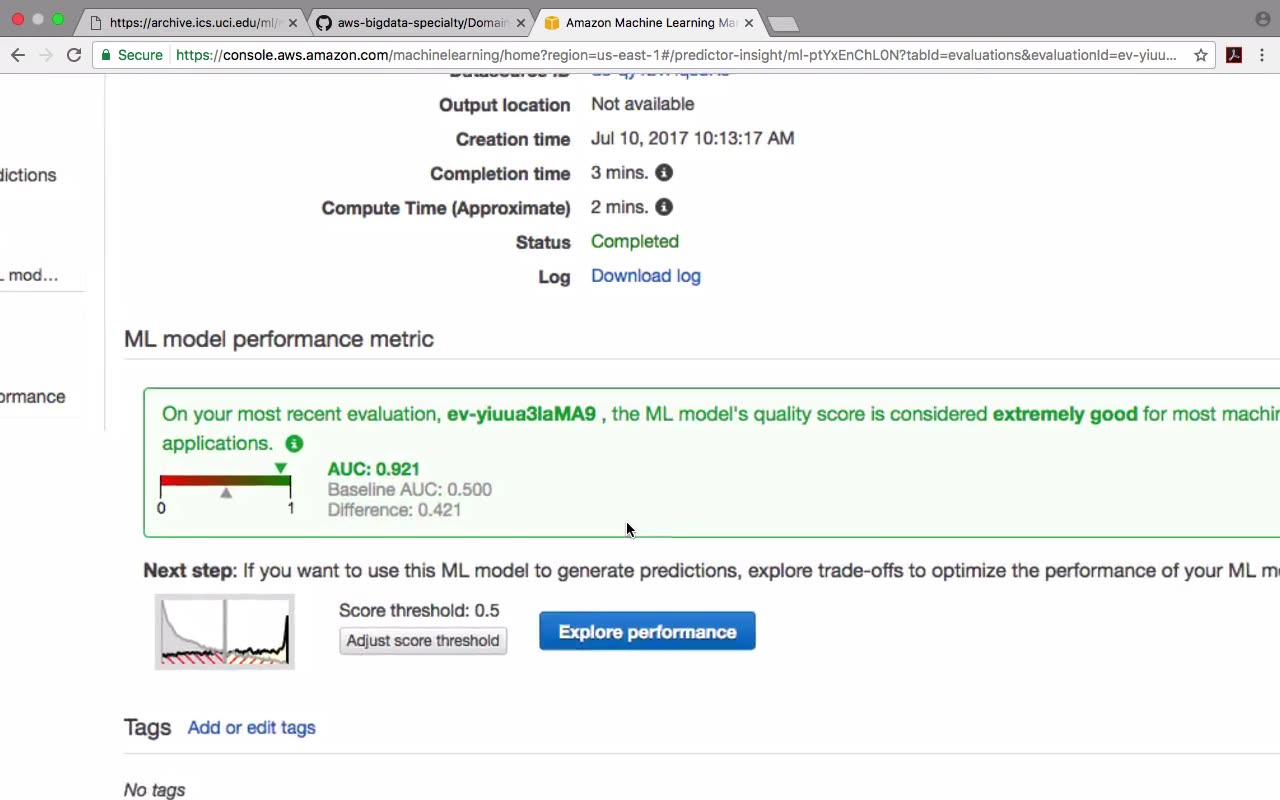 https://archive.ics.uci.edu/ml/
aws-bigdata-specialty/Domain
Amazon Machine Learning Ma
Secure
https://console.aws.amazon.com/machinelearning/home?region=us-east-1#/predictor-insight/ml-ptYxEnChL0N?tabId=evaluations&evaluationId=ev-yiuu...
Datasource ID
Output location Not available
Creation time Jul 10, 2017 10:13:17 AM
dictions
Completion time 3 mins.
Compute Time (Approximate) 2 mins.
Status Completed
L mod...
Log Download log
ML model performance metric
ormance
On your most recent evaluation, ev-yiuua3laMA9 , the ML model's quality score is considered extremely good for most machin
applications.
AUC: 0.921
Baseline AUC: 0.500
0 1
Difference: 0.421
Next step: If you want to use this ML model to generate predictions, explore trade-offs to optimize the performance of your ML m
Score threshold: 0.5
Adjust score threshold
Explore performance
Tags Add or edit tags
No tags